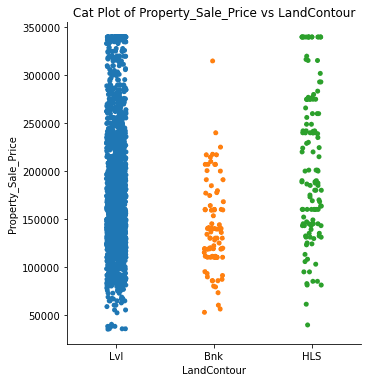 Cat Plot of Property_Sale_Price vs LandContour
350000
300000
250000
200000
150000
100000
50000
Property_Sale_Price
Lvl Bnk HLS
LandContour